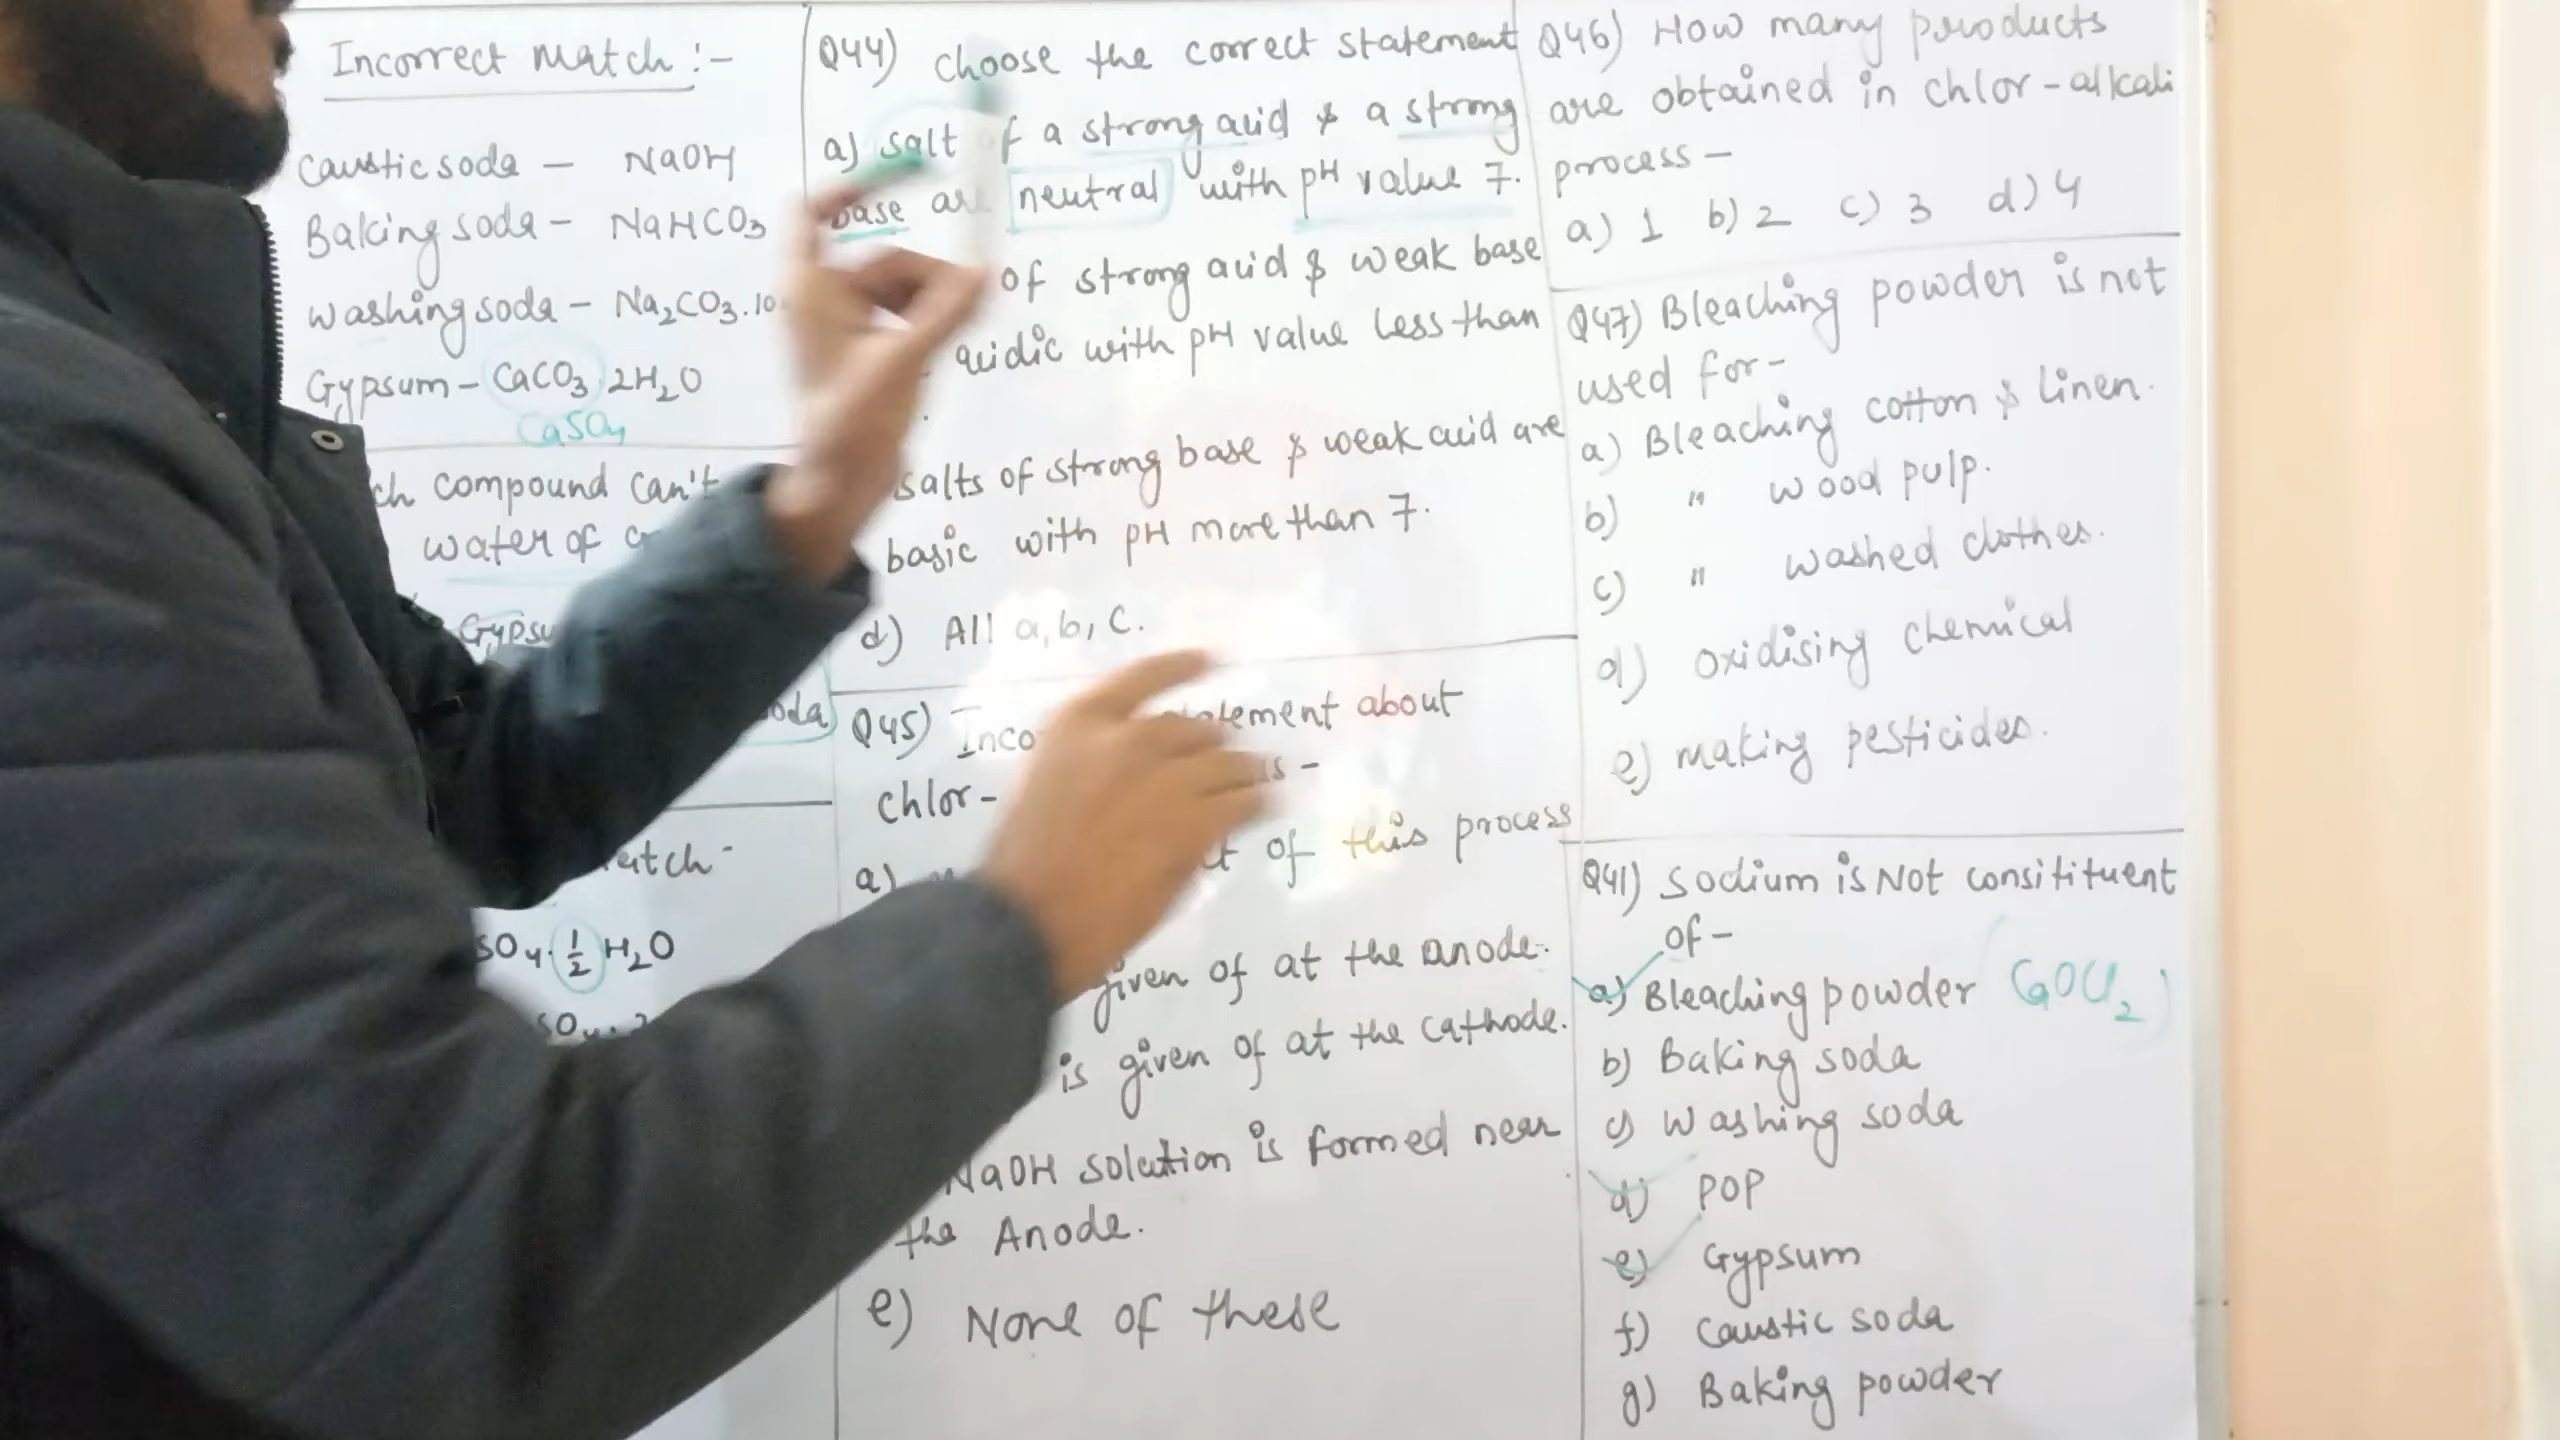 Incorrect Match :-
Caustic soda - NaOH
Baking soda - NaHCO3
Washing soda - Na2CO3.10
Gypsum - CaCO3 2H2O
CaSO4
compound can't
water of
atch -
SO4. 1/2 H2O
SO4.
Q44) choose the correct statement
a) salt of a strong acid & a strong
base are neutral with pH value 7.
of strong acid & weak base
acidic with pH value less than
salts of strong base & weak acid are
basic with pH more than 7.
d) All a, b, c.
Q45) about
chlor-
a) of this process
given of at the anode.
is given of at the cathode.
NaOH solution is formed near
the Anode.
e) None of these
Q46) How many products
are obtained in chlor-alkali
process -
a) 1 b) 2 c) 3 d) 4
Q47) Bleaching powder is not
used for-
a) Bleaching cotton & linen.
b) " wood pulp.
c) " washed clothes.
d) oxidising chemical
e) making pesticides.
Q41) Sodium is Not consitituent
of -
a) Bleaching powder CaOCl2
b) Baking soda
c) Washing soda
d) POP
e) Gypsum
f) Caustic soda
g) Baking powder